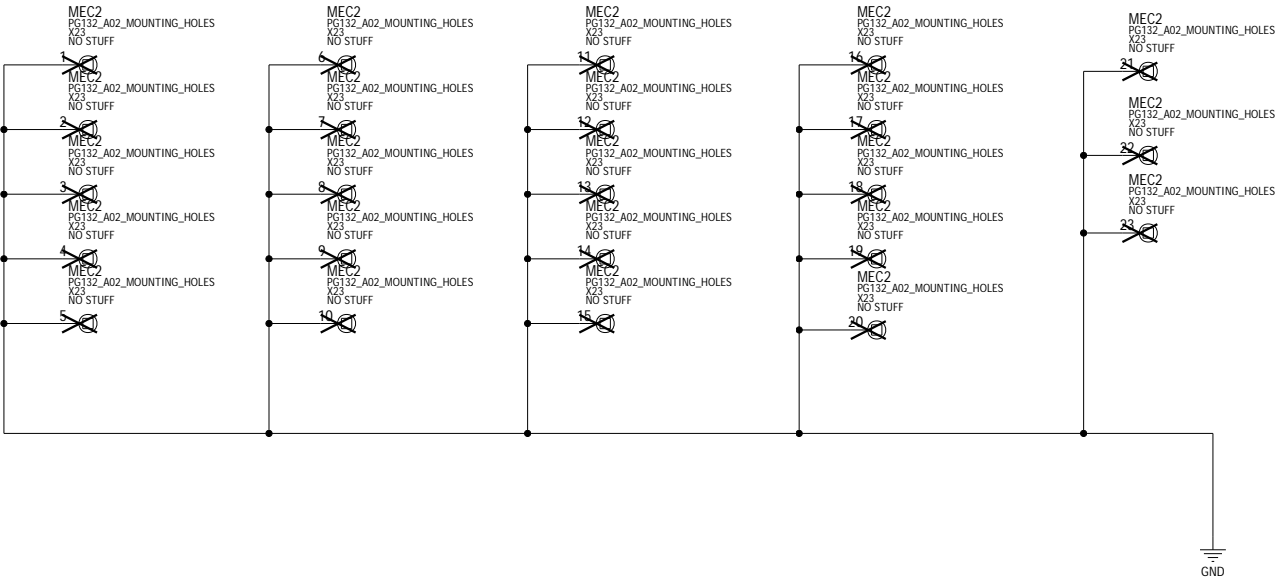 MEC2
PG132_A02_MOUNTING_HOLES
X23
NO STUFF
1
MEC2
PG132_A02_MOUNTING_HOLES
X23
NO STUFF
2
MEC2
PG132_A02_MOUNTING_HOLES
X23
NO STUFF
3
MEC2
PG132_A02_MOUNTING_HOLES
X23
NO STUFF
4
MEC2
PG132_A02_MOUNTING_HOLES
X23
NO STUFF
5
MEC2
PG132_A02_MOUNTING_HOLES
X23
NO STUFF
6
MEC2
PG132_A02_MOUNTING_HOLES
X23
NO STUFF
7
MEC2
PG132_A02_MOUNTING_HOLES
X23
NO STUFF
8
MEC2
PG132_A02_MOUNTING_HOLES
X23
NO STUFF
9
MEC2
PG132_A02_MOUNTING_HOLES
X23
NO STUFF
10
MEC2
PG132_A02_MOUNTING_HOLES
X23
NO STUFF
11
MEC2
PG132_A02_MOUNTING_HOLES
X23
NO STUFF
12
MEC2
PG132_A02_MOUNTING_HOLES
X23
NO STUFF
13
MEC2
PG132_A02_MOUNTING_HOLES
X23
NO STUFF
14
MEC2
PG132_A02_MOUNTING_HOLES
X23
NO STUFF
15
MEC2
PG132_A02_MOUNTING_HOLES
X23
NO STUFF
16
MEC2
PG132_A02_MOUNTING_HOLES
X23
NO STUFF
17
MEC2
PG132_A02_MOUNTING_HOLES
X23
NO STUFF
18
MEC2
PG132_A02_MOUNTING_HOLES
X23
NO STUFF
19
MEC2
PG132_A02_MOUNTING_HOLES
X23
NO STUFF
20
MEC2
PG132_A02_MOUNTING_HOLES
X23
NO STUFF
21
MEC2
PG132_A02_MOUNTING_HOLES
X23
NO STUFF
22
MEC2
PG132_A02_MOUNTING_HOLES
X23
NO STUFF
23
GND